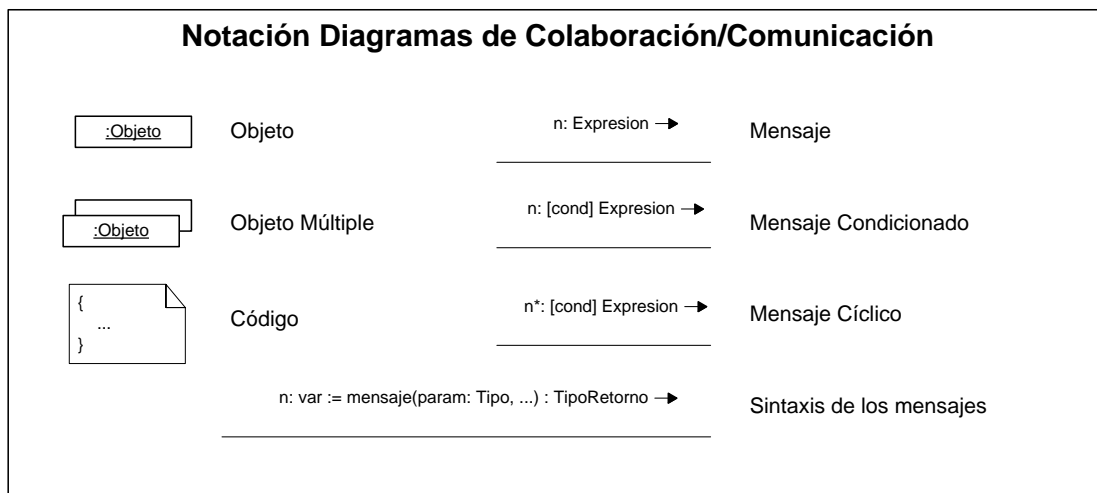 Notación Diagramas de Colaboración/Comunicación
:Objeto
Objeto
n: Expresion
Mensaje
:Objeto
Objeto Múltiple
n: [cond] Expresion
Mensaje Condicionado
{
...
}
Código
n*: [cond] Expresion
Mensaje Cíclico
n: var := mensaje(param: Tipo, ...) : TipoRetorno
Sintaxis de los mensajes